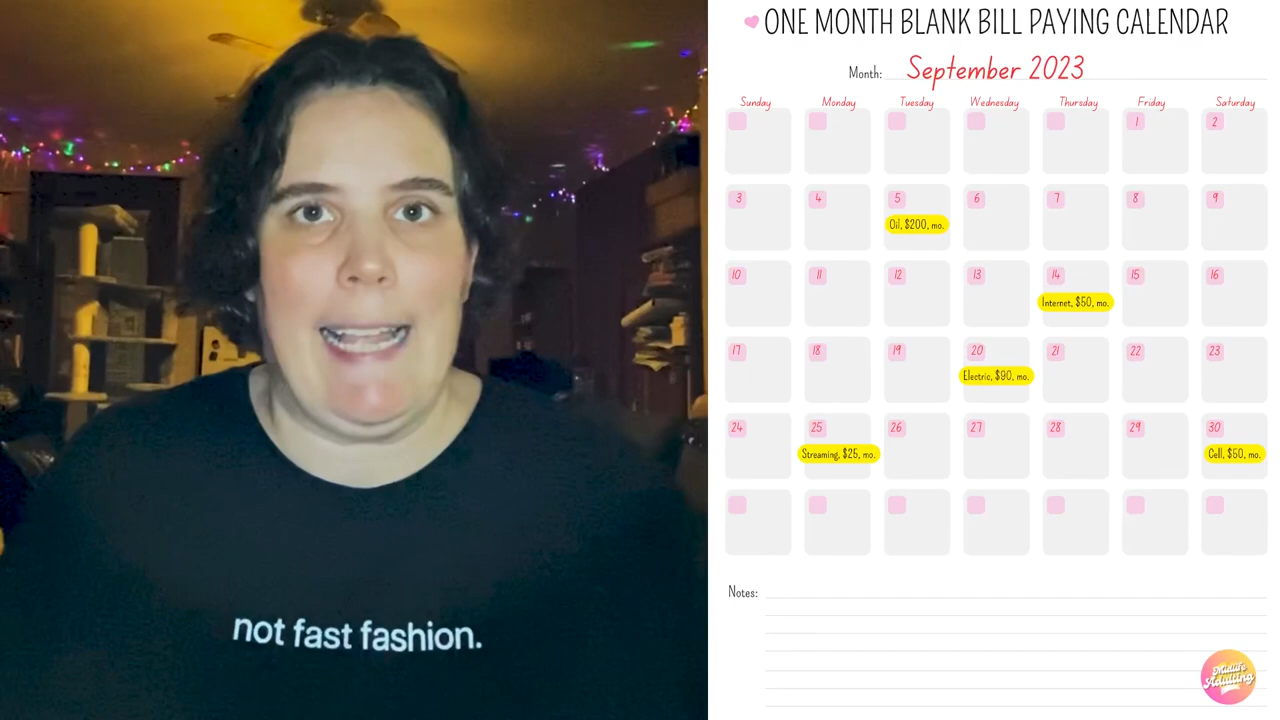 not fast fashion.
ONE MONTH BLANK BILL PAYING CALENDAR
Month: September 2023
Sunday Monday Tuesday Wednesday Thursday Friday Saturday
1 2
3 4 5 6 7 8 9
Oil, $200, mo.
10 11 12 13 14 15 16
Internet, $50, mo.
17 18 19 20 21 22 23
Electric, $90, mo.
24 25 26 27 28 29 30
Streaming, $25, mo. Cell, $50, mo.
Notes:
Midlife
Adulting